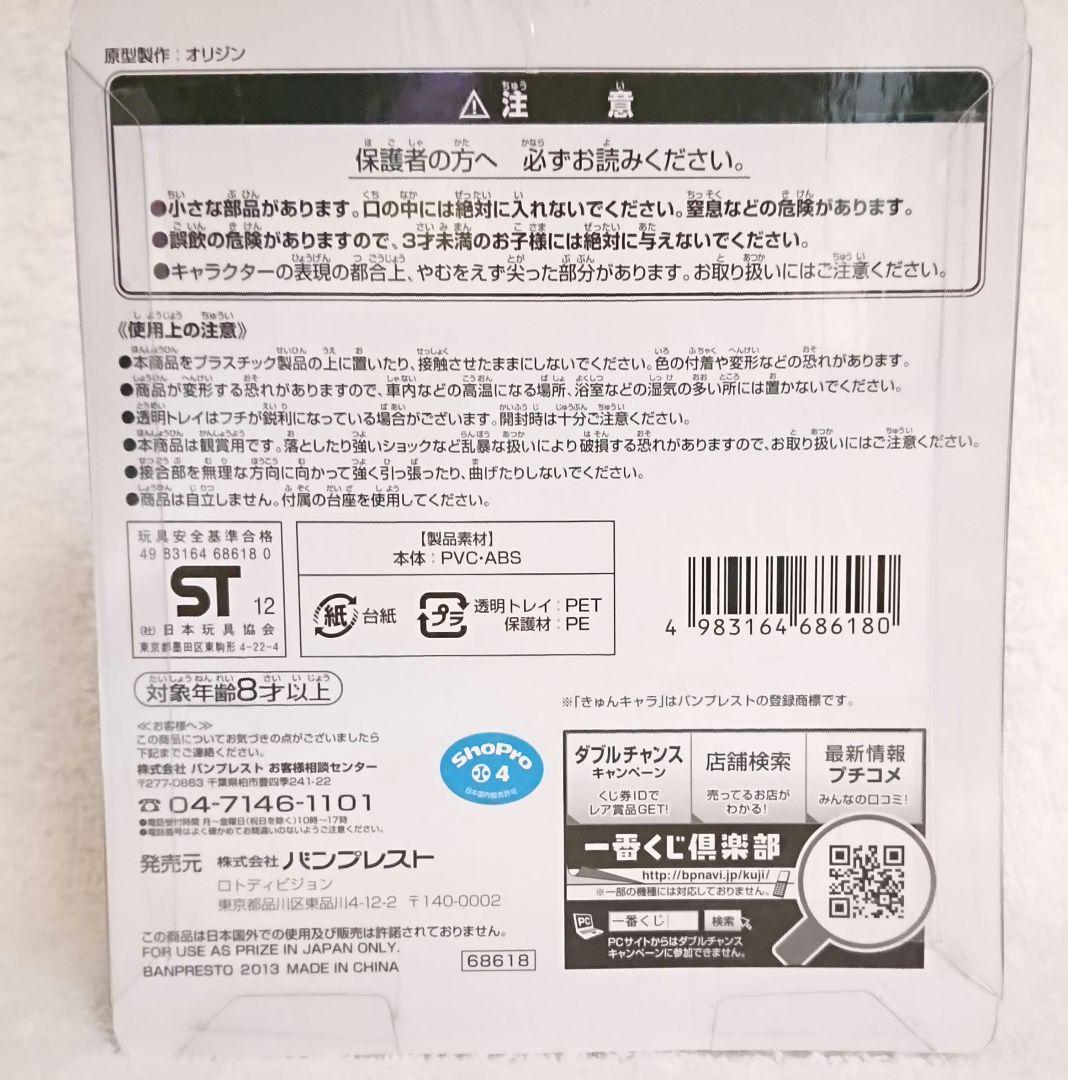 原型製作：オリジン
⚠注意
保護者の方へ 必ずお読みください。
●小さな部品があります。口の中には絶対に入れないでください。窒息などの危険があります。
●誤飲の危険がありますので、3才未満のお子様には絶対に与えないでください。
●キャラクターの表現の都合上、やむをえず尖った部分があります。お取り扱いにはご注意ください。
《使用上の注意》
●本商品をプラスチック製品の上に置いたり、接触させたままにしないでください。色の付着や変形などの恐れがあります。
●商品が変形する恐れがありますので、車内などの高温になる場所、浴室などの湿気の多い所には置かないでください。
●透明トレイはフチが鋭利になっている場合がございます。開封時は十分ご注意ください。
●本商品は観賞用です。落としたり強いショックなど乱暴な扱いにより破損する恐れがありますので、お取り扱いにはご注意ください。
●接合部を無理な方向に向かって強く引っ張ったり、曲げたりしないでください。
●商品は自立しません。付属の台座を使用してください。
玩具安全基準合格
49 83164 68618 0
ST 12
(社)日本玩具協会
東京都墨田区東駒形 4-22-4
【製品素材】
本体：PVC・ABS
紙 台紙
プラ 透明トレイ：PET
保護材：PE
4 983164 686180
対象年齢8才以上
※「きゅんキャラ」はバンプレストの登録商標です。
≪お客様へ≫
この商品についてお気づきの点がございましたら
下記までご連絡ください。
株式会社 バンプレスト お客様相談センター
〒277-0863 千葉県柏市豊四季241-22
☎ 04-7146-1101
●電話受付時間 月～金曜日(祝日を除く)10時～17時
●電話番号はよく確かめてお間違いのないようご注意ください。
ShoPro
4
日本国内販売許可
発売元 株式会社 バンプレスト
ロトディビジョン
東京都品川区東品川4-12-2 〒140-0002
この商品は日本国外での使用及び販売は許諾されておりません。
FOR USE AS PRIZE IN JAPAN ONLY.
BANPRESTO 2013 MADE IN CHINA
68618
ダブルチャンス
キャンペーン
くじ券IDで
レア賞品GET!
店舗検索
売ってるお店が
わかる!
最新情報
プチコメ
みんなの口コミ!
一番くじ倶楽部
http://bpnavi.jp/kuji/
※一部の機種には対応しておりません。
PC 一番くじ 検索
PCサイトからはダブルチャンス
キャンペーンに参加できません。